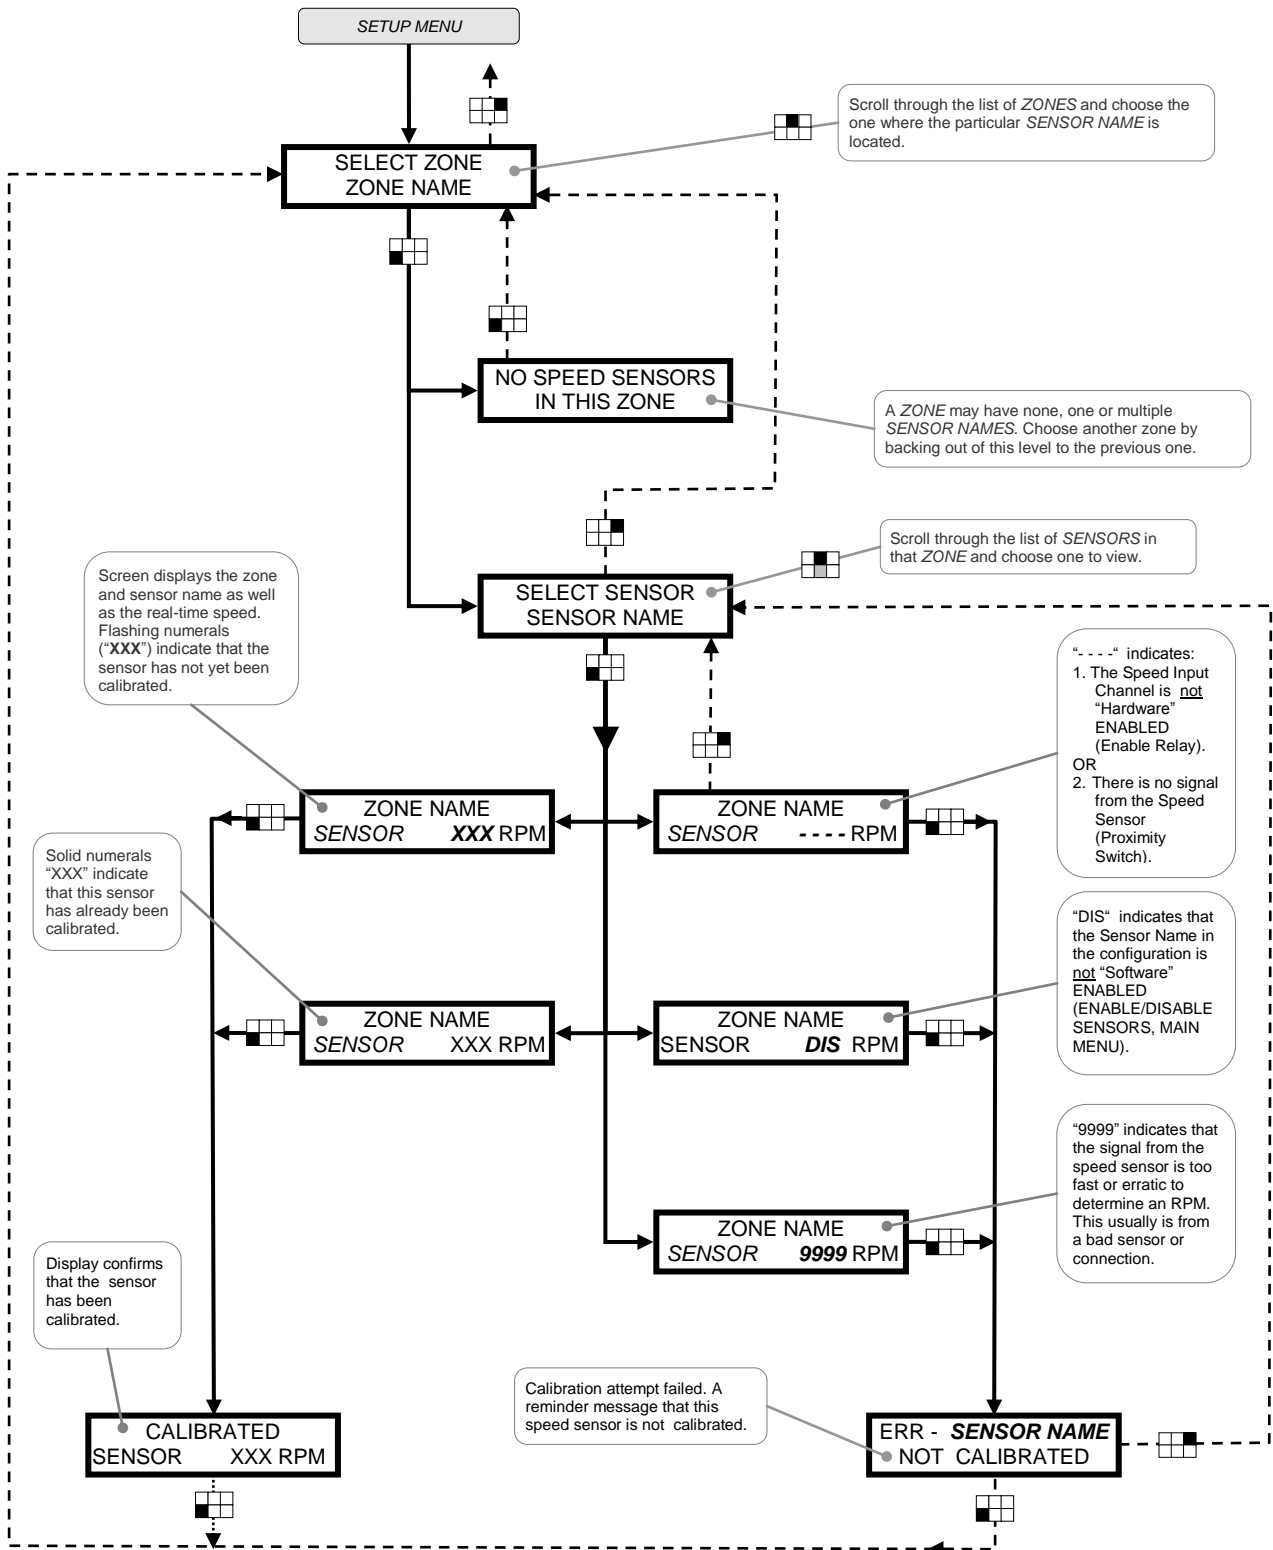 SETUP MENU
Scroll through the list of ZONES and choose the
one where the particular SENSOR NAME is
located.
SELECT ZONE
ZONE NAME
NO SPEED SENSORS
IN THIS ZONE
A ZONE may have none, one or multiple
SENSOR NAMES. Choose another zone by
backing out of this level to the previous one.
Scroll through the list of SENSORS in
that ZONE and choose one to view.
Screen displays the zone
and sensor name as well
as the real-time speed.
Flashing numerals
(“XXX”) indicate that the
sensor has not yet been
calibrated.
SELECT SENSOR
SENSOR NAME
“- - - -“ indicates:
1. The Speed Input
Channel is not
“Hardware”
ENABLED
(Enable Relay).
OR
2. There is no signal
from the Speed
Sensor
(Proximity
Switch).
ZONE NAME
SENSOR XXX RPM
ZONE NAME
SENSOR - - - - RPM
Solid numerals
“XXX” indicate
that this sensor
has already been
calibrated.
“DIS“ indicates that
the Sensor Name in
the configuration is
not “Software”
ENABLED
(ENABLE/DISABLE
SENSORS, MAIN
MENU).
ZONE NAME
SENSOR XXX RPM
ZONE NAME
SENSOR DIS RPM
“9999” indicates that
the signal from the
speed sensor is too
fast or erratic to
determine an RPM.
This usually is from
a bad sensor or
connection.
ZONE NAME
SENSOR 9999 RPM
Display confirms
that the sensor
has been
calibrated.
Calibration attempt failed. A
reminder message that this
speed sensor is not calibrated.
CALIBRATED
SENSOR XXX RPM
ERR - SENSOR NAME
NOT CALIBRATED